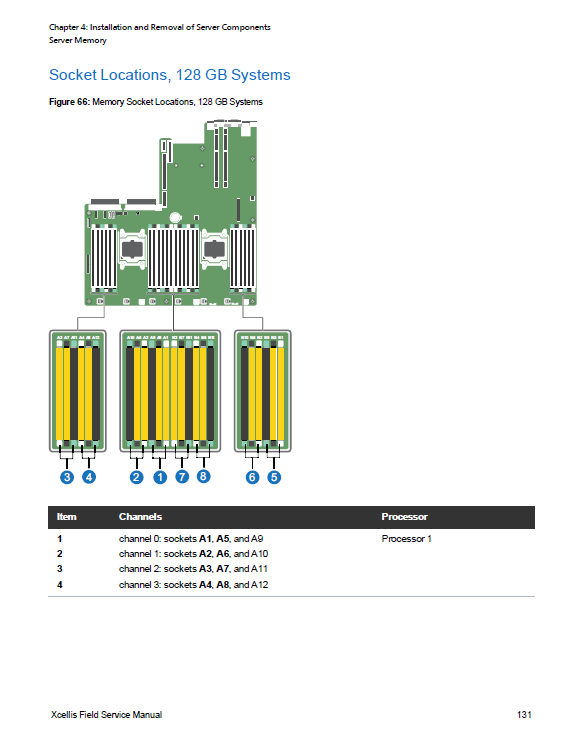 Chapter 4: Installation and Removal of Server Components
Server Memory
Socket Locations, 128 GB Systems
Figure 66: Memory Socket Locations, 128 GB Systems
3 4 2 1 7 8 6 5
Item Channels Processor
1 channel 0: sockets A1, A5, and A9 Processor 1
2 channel 1: sockets A2, A6, and A10
3 channel 2: sockets A3, A7, and A11
4 channel 3: sockets A4, A8, and A12
Xcellis Field Service Manual 131